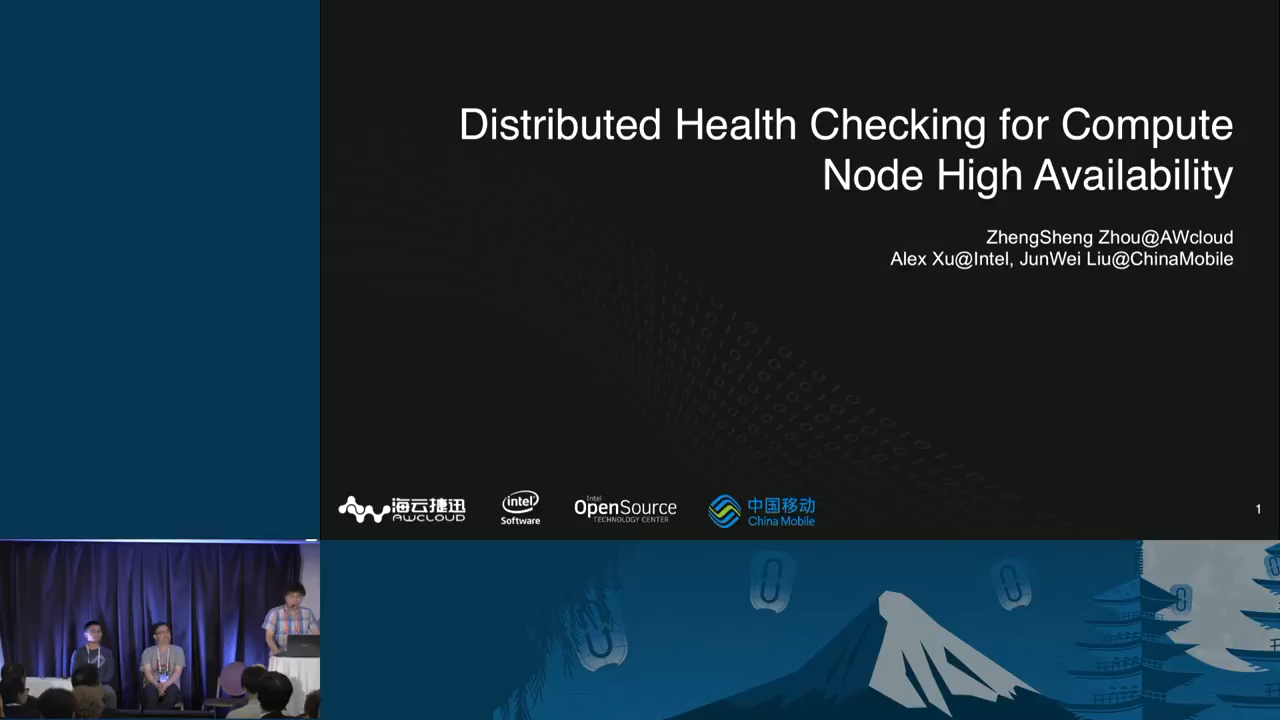 Distributed Health Checking for Compute
Node High Availability
ZhengSheng Zhou@AWcloud
Alex Xu@Intel, JunWei Liu@ChinaMobile
海云捷迅
AWCLOUD
intel
Software
Intel
OpenSource
TECHNOLOGY CENTER
中国移动
China Mobile
1